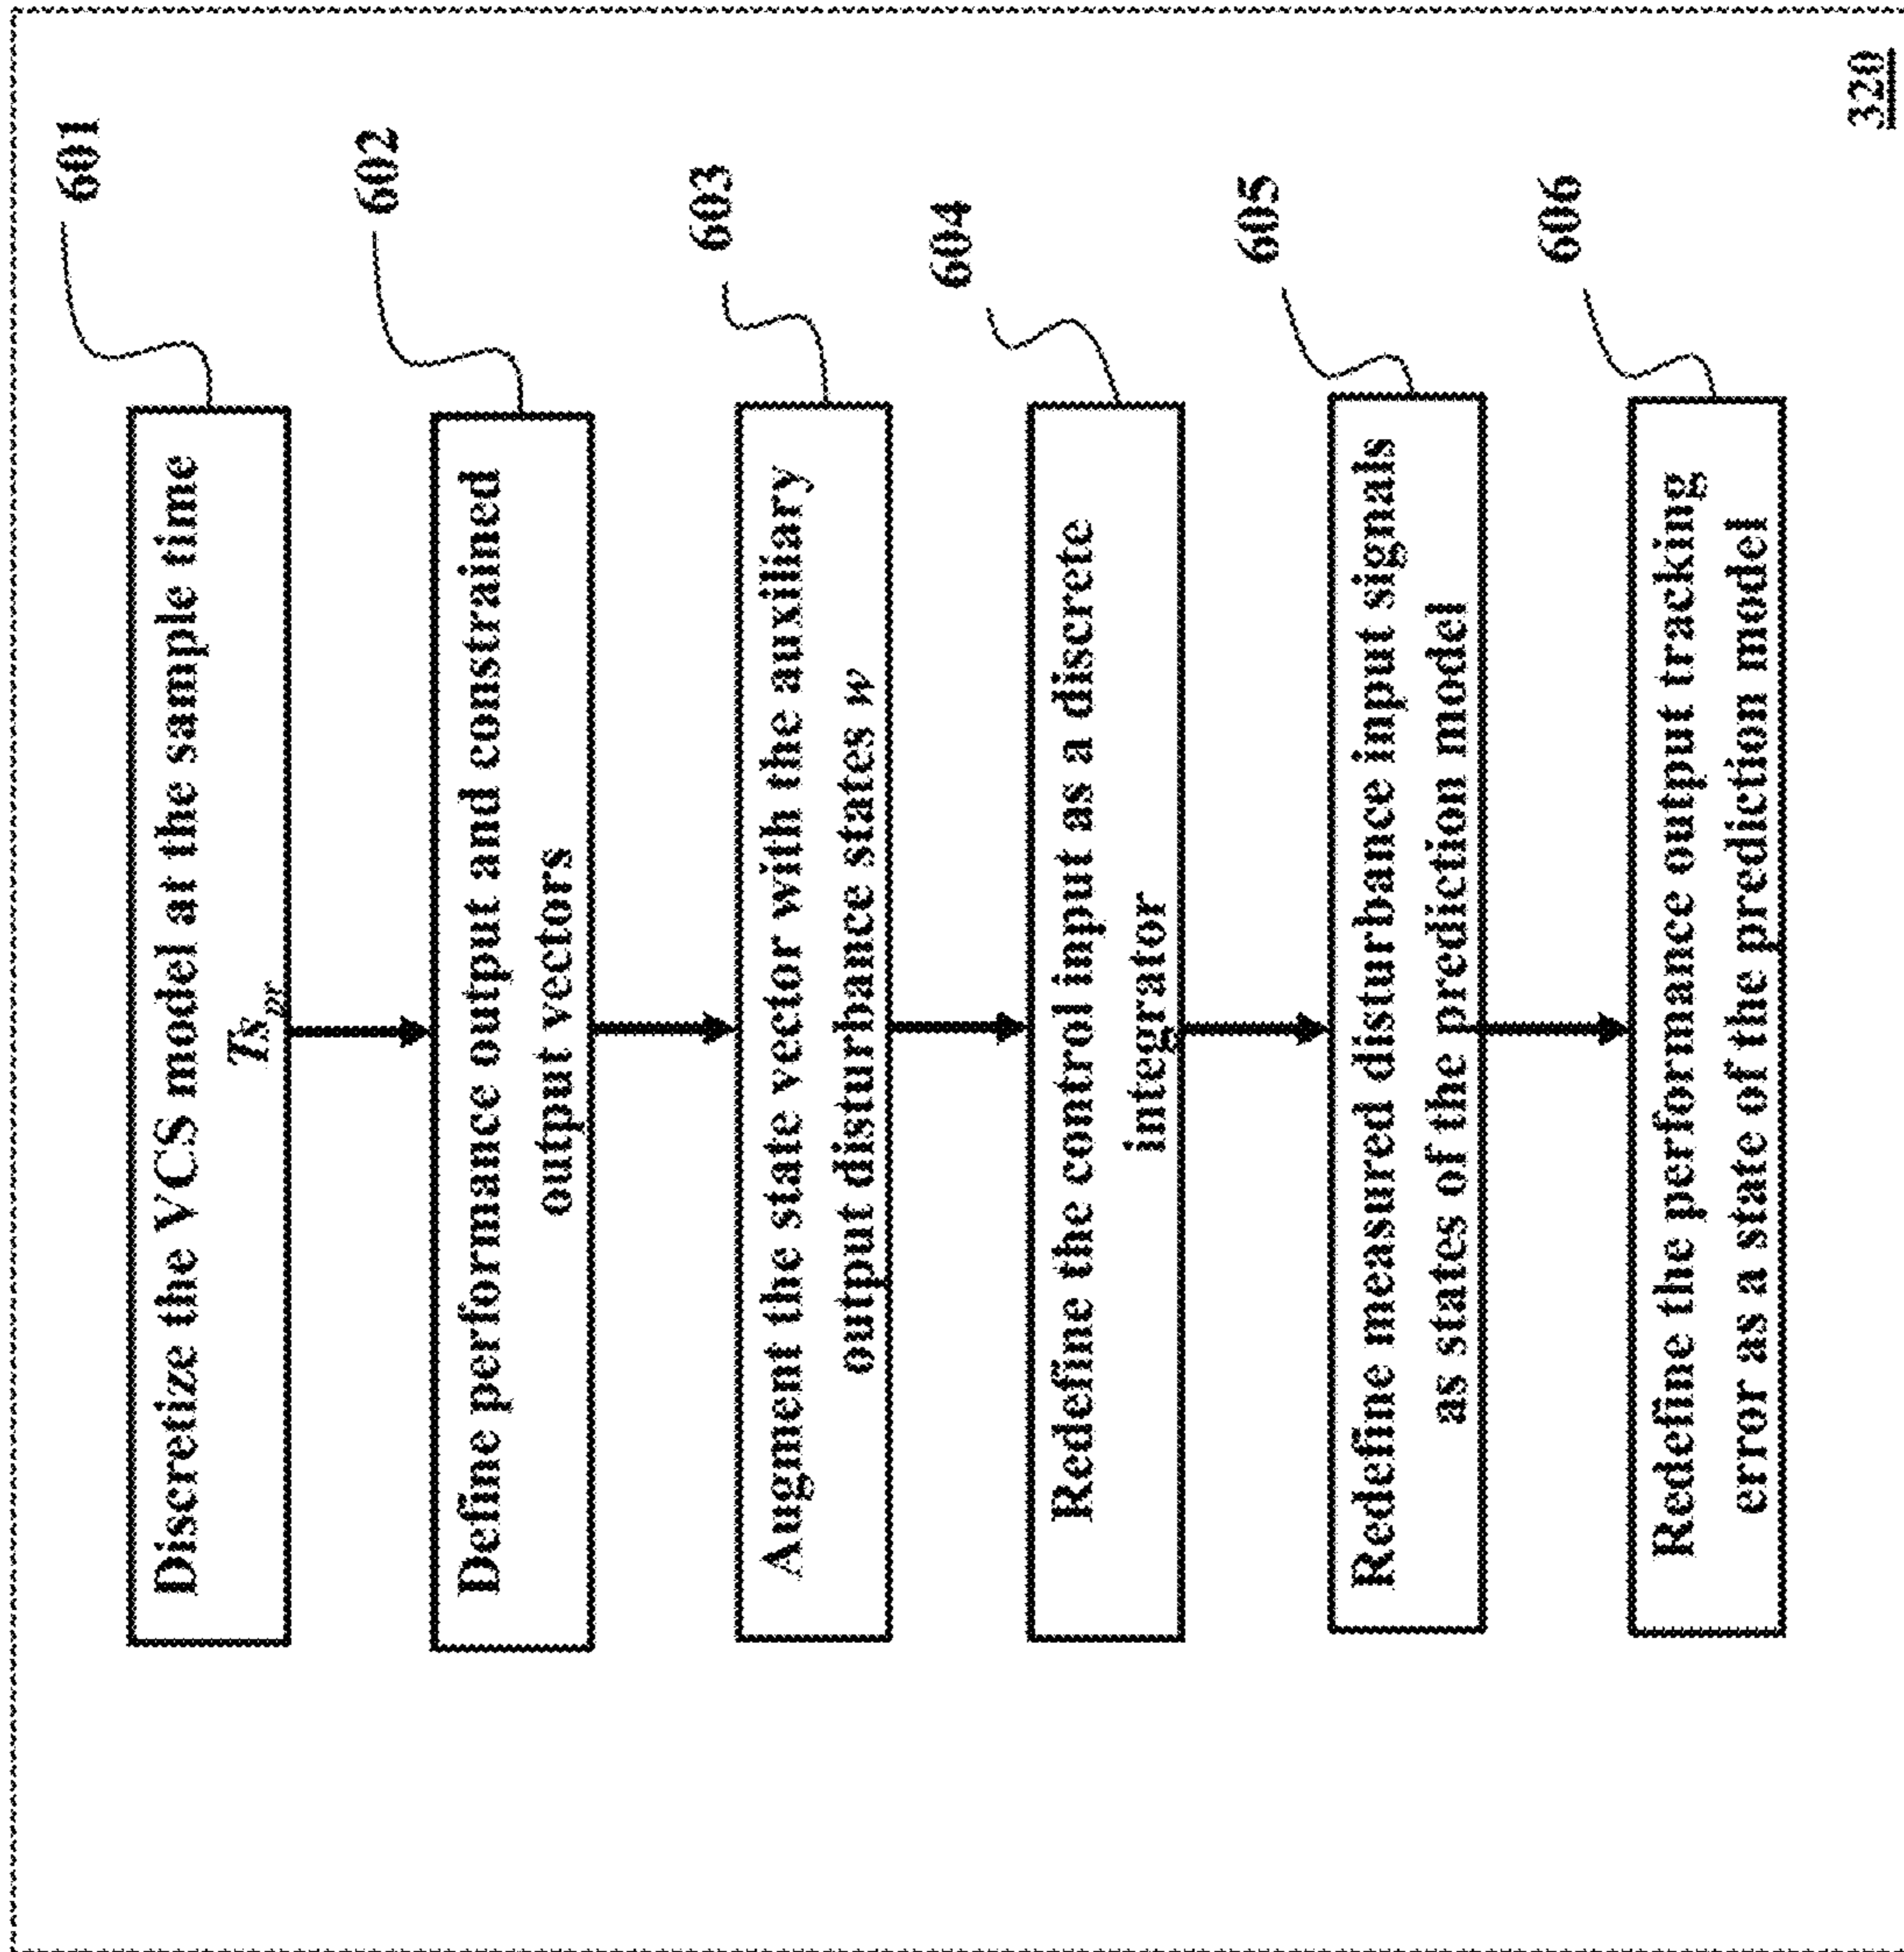 601
Discretize the VCS model at the sample time
Ts_pr
602
Define performance output and constrained
output vectors
603
Augment the state vector with the auxiliary
output disturbance states w
604
Redefine the control input as a discrete
integrator
605
Redefine measured disturbance input signals
as states of the prediction model
606
Redefine the performance output tracking
error as a state of the prediction model
320